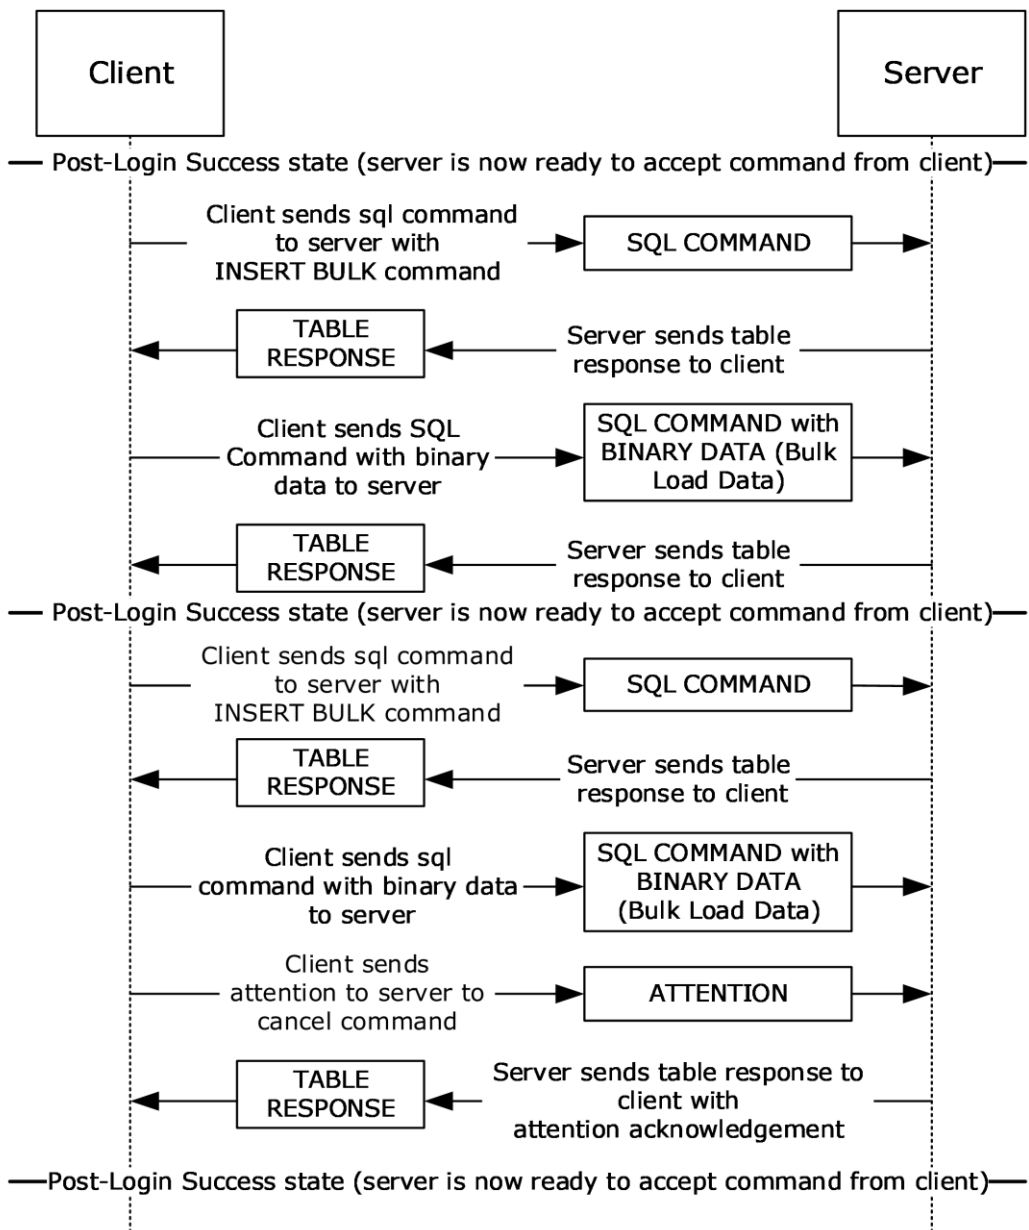 Client
Server
Post-Login Success state (server is now ready to accept command from client)
Client sends sql command
to server with
INSERT BULK command
SQL COMMAND
TABLE
RESPONSE
Server sends table
response to client
Client sends SQL
Command with binary
data to server
SQL COMMAND with
BINARY DATA (Bulk
Load Data)
TABLE
RESPONSE
Server sends table
response to client
Post-Login Success state (server is now ready to accept command from client)
Client sends sql command
to server with
INSERT BULK command
SQL COMMAND
TABLE
RESPONSE
Server sends table
response to client
Client sends sql
command with binary data
to server
SQL COMMAND with
BINARY DATA
(Bulk Load Data)
Client sends
attention to server to
cancel command
ATTENTION
TABLE
RESPONSE
Server sends table response to
client with
attention acknowledgement
Post-Login Success state (server is now ready to accept command from client)